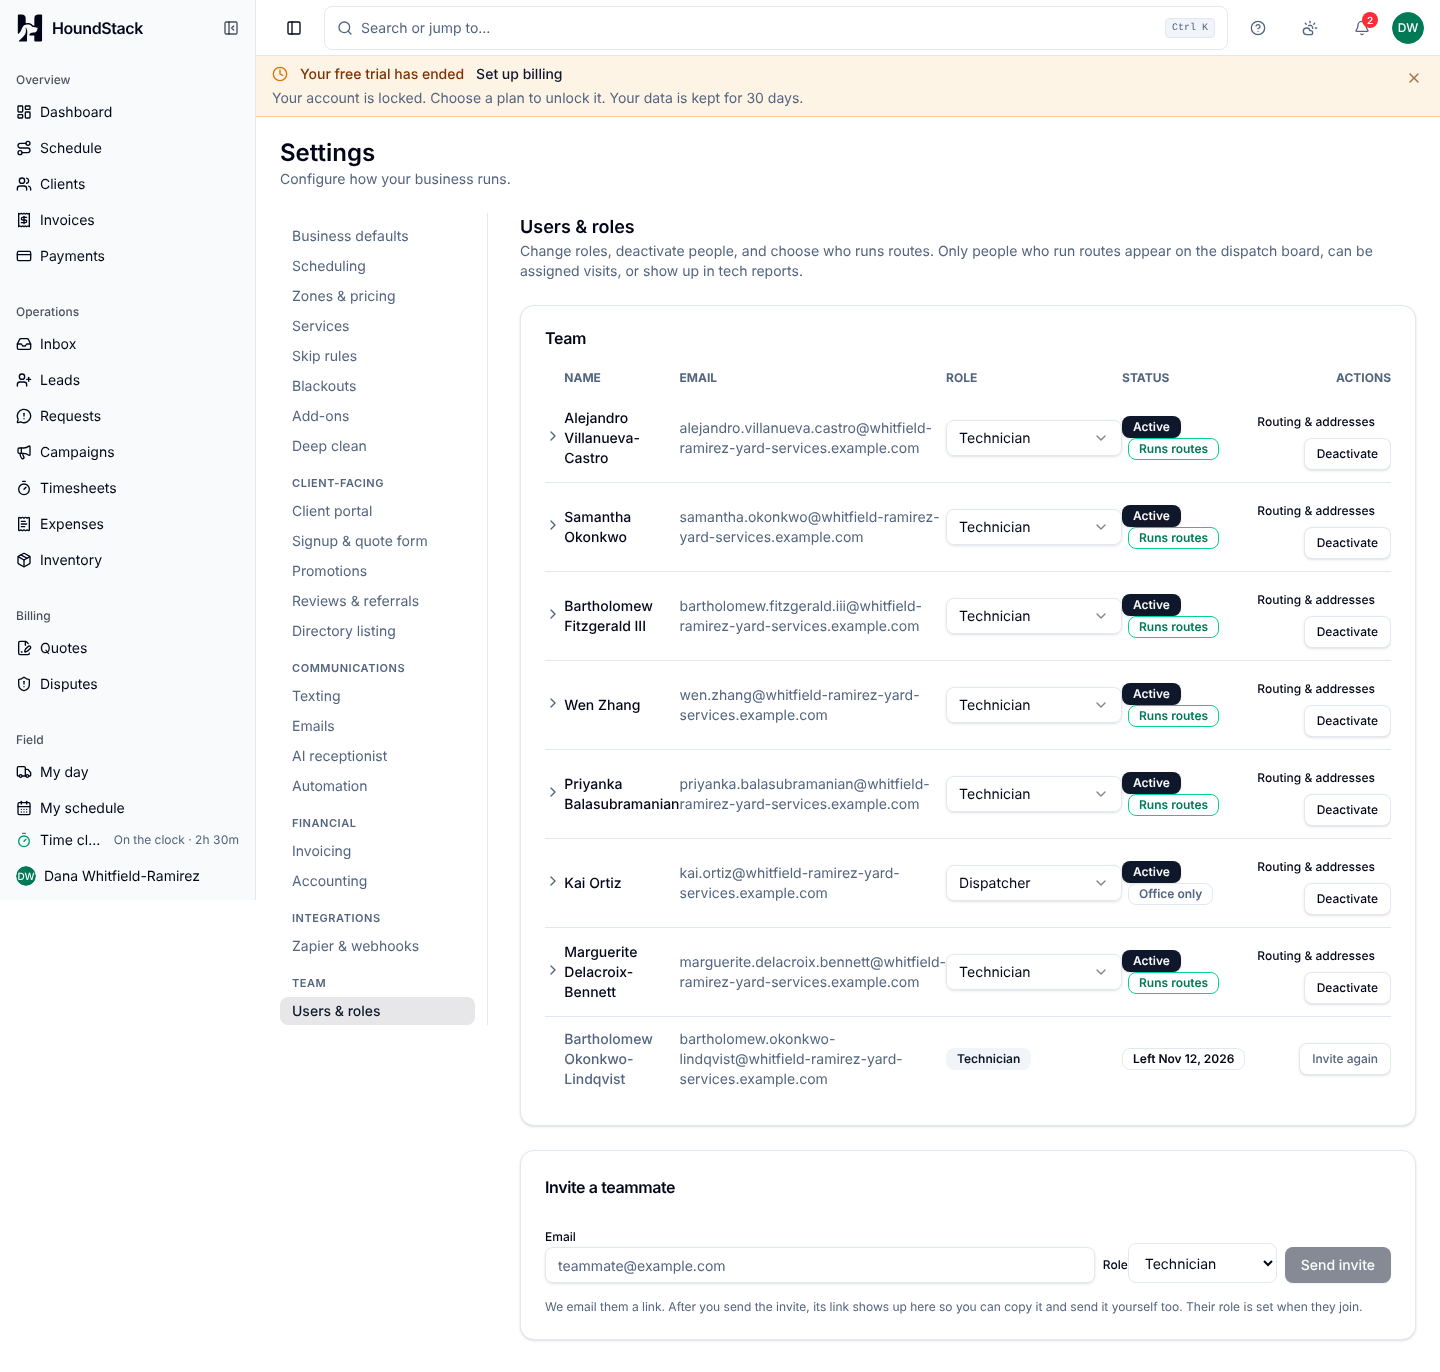 HoundStack
Search or jump to...
Ctrl K
2
DW
Your free trial has ended Set up billing
Your account is locked. Choose a plan to unlock it. Your data is kept for 30 days.
Overview
Dashboard
Schedule
Clients
Invoices
Payments
Operations
Inbox
Leads
Requests
Campaigns
Timesheets
Expenses
Inventory
Billing
Quotes
Disputes
Field
My day
My schedule
Time cl... On the clock · 2h 30m
DW Dana Whitfield-Ramirez
Settings
Configure how your business runs.
Business defaults
Scheduling
Zones & pricing
Services
Skip rules
Blackouts
Add-ons
Deep clean
CLIENT-FACING
Client portal
Signup & quote form
Promotions
Reviews & referrals
Directory listing
COMMUNICATIONS
Texting
Emails
AI receptionist
Automation
FINANCIAL
Invoicing
Accounting
INTEGRATIONS
Zapier & webhooks
TEAM
Users & roles
Users & roles
Change roles, deactivate people, and choose who runs routes. Only people who run routes appear on the dispatch board, can be
assigned visits, or show up in tech reports.
Team
NAME EMAIL ROLE STATUS ACTIONS
Alejandro
Villanueva-
Castro
alejandro.villanueva.castro@whitfield-
ramirez-yard-services.example.com
Technician
Active
Runs routes
Routing & addresses
Deactivate
Samantha
Okonkwo
samantha.okonkwo@whitfield-ramirez-
yard-services.example.com
Technician
Active
Runs routes
Routing & addresses
Deactivate
Bartholomew
Fitzgerald III
bartholomew.fitzgerald.iii@whitfield-
ramirez-yard-services.example.com
Technician
Active
Runs routes
Routing & addresses
Deactivate
Wen Zhang
wen.zhang@whitfield-ramirez-yard-
services.example.com
Technician
Active
Runs routes
Routing & addresses
Deactivate
Priyanka
Balasubramanian
priyanka.balasubramanian@whitfield-
ramirez-yard-services.example.com
Technician
Active
Runs routes
Routing & addresses
Deactivate
Kai Ortiz
kai.ortiz@whitfield-ramirez-yard-
services.example.com
Dispatcher
Active
Office only
Routing & addresses
Deactivate
Marguerite
Delacroix-
Bennett
marguerite.delacroix.bennett@whitfield-
ramirez-yard-services.example.com
Technician
Active
Runs routes
Routing & addresses
Deactivate
Bartholomew
Okonkwo-
Lindqvist
bartholomew.okonkwo-
lindqvist@whitfield-ramirez-yard-
services.example.com
Technician
Left Nov 12, 2026
Invite again
Invite a teammate
Email
teammate@example.com
Role
Technician
Send invite
We email them a link. After you send the invite, its link shows up here so you can copy it and send it yourself too. Their role is set when they join.